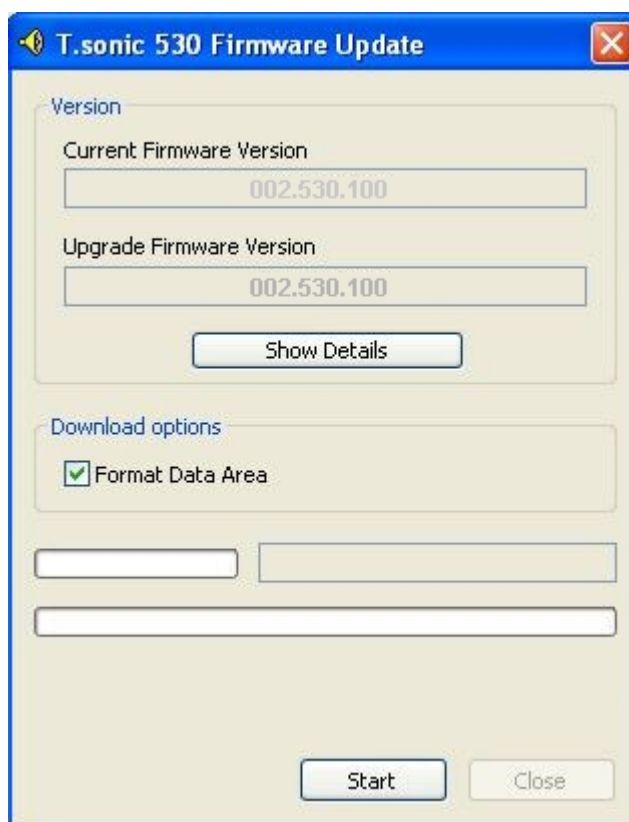 T.sonic 530 Firmware Update
Version
Current Firmware Version
002.530.100
Upgrade Firmware Version
002.530.100
Show Details
Download options
Format Data Area
Start
Close